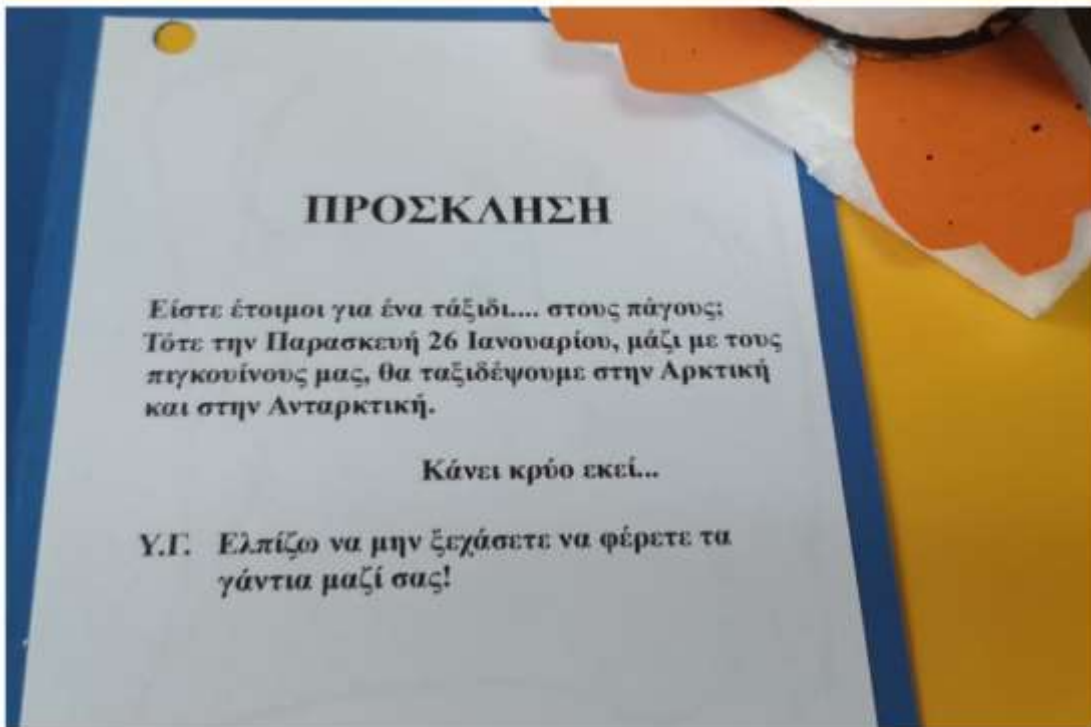 ΠΡΟΣΚΛΗΣΗ
Είστε έτοιμοι για ένα τάξιδι.... στους πάγους;
Τότε την Παρασκευή 26 Ιανουαρίου, μάζι με τους
πιγκουίνους μας, θα ταξιδέψουμε στην Αρκτική
και στην Ανταρκτική.
Κάνει κρύο εκεί...
Υ.Γ. Ελπίζω να μην ξεχάσετε να φέρετε τα
γάντια μαζί σας!